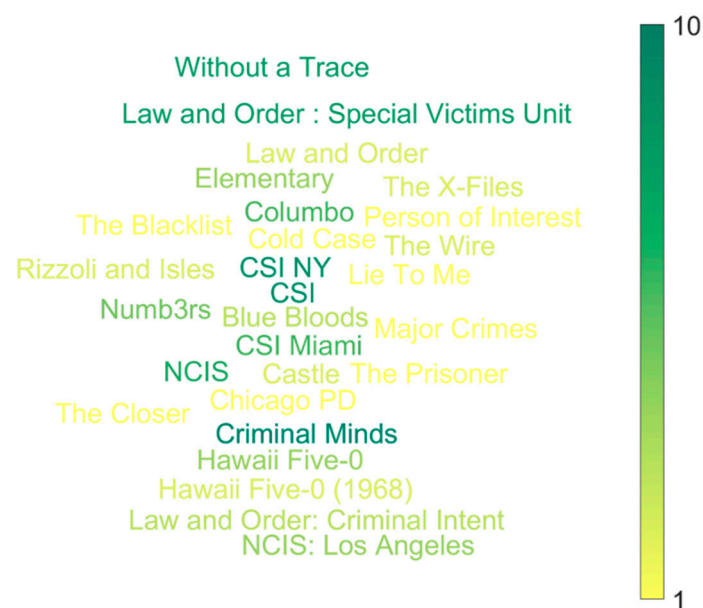 10
Without a Trace
Law and Order : Special Victims Unit
Law and Order
Elementary
The X-Files
Columbo
Person of Interest
The Blacklist
Cold Case
The Wire
Rizzoli and Isles
CSI NY
Lie To Me
CSI
Numb3rs
Blue Bloods
Major Crimes
CSI Miami
NCIS
Castle
The Prisoner
Chicago PD
The Closer
Criminal Minds
Hawaii Five-0
Hawaii Five-0 (1968)
Law and Order: Criminal Intent
NCIS: Los Angeles
1